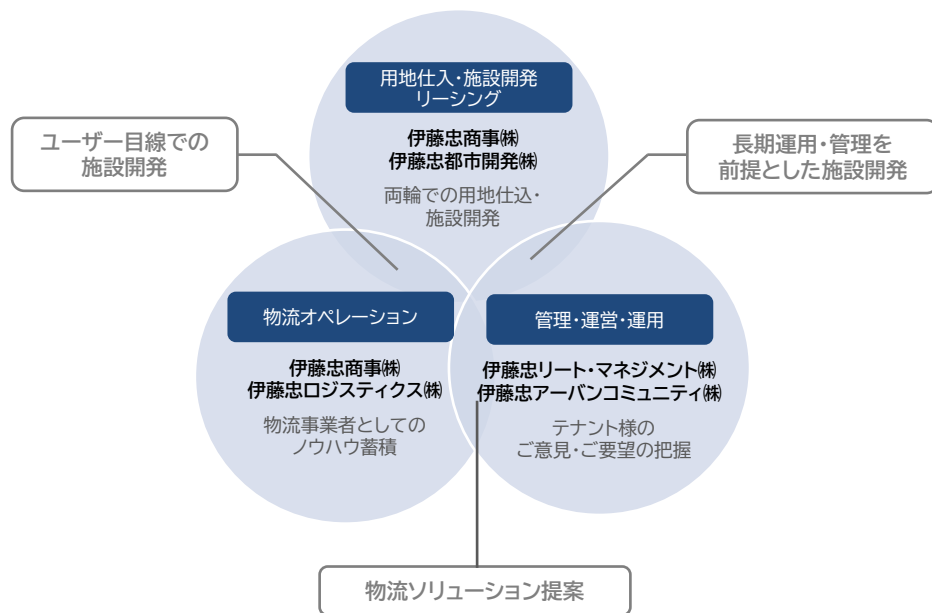 用地仕入・施設開発
リーシング
伊藤忠商事㈱
伊藤忠都市開発㈱
両輪での用地仕込・
施設開発
ユーザー目線での
施設開発
長期運用・管理を
前提とした施設開発
物流オペレーション
伊藤忠商事㈱
伊藤忠ロジスティクス㈱
物流事業者としての
ノウハウ蓄積
管理・運営・運用
伊藤忠リート・マネジメント㈱
伊藤忠アーバンコミュニティ㈱
テナント様の
ご意見・ご要望の把握
物流ソリューション提案